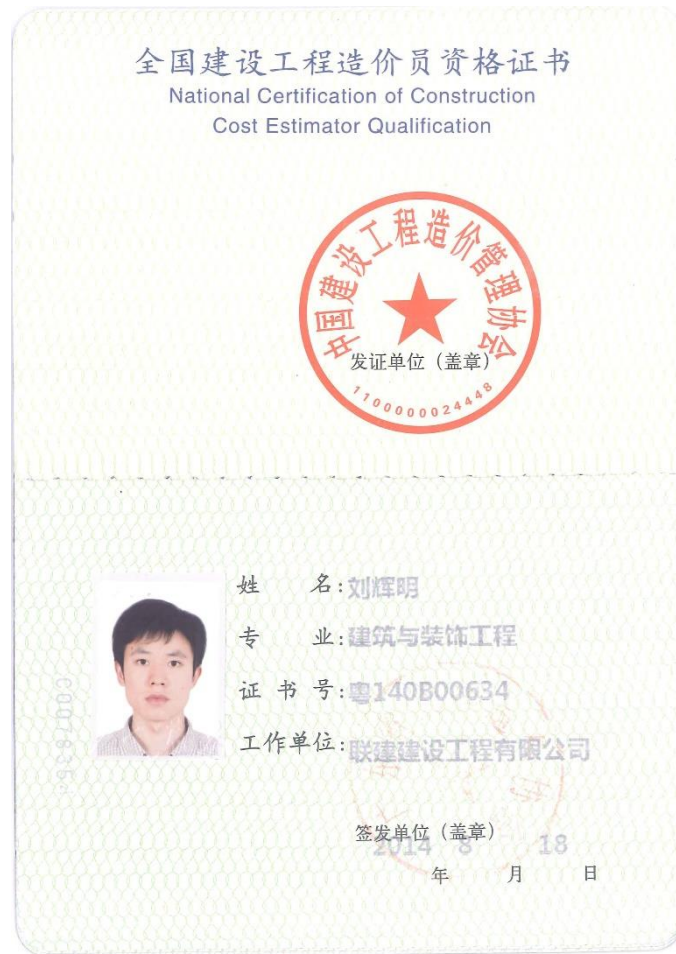 全国建设工程造价员资格证书
National Certification of Construction
Cost Estimator Qualification
中国建设工程造价管理协会
发证单位（盖章）
1100000024448
姓 名:刘辉明
专 业:建筑与装饰工程
证 书 号:粤140B00634
工作单位:联建建设工程有限公司
签发单位（盖章）
2014 8 18
年 月 日